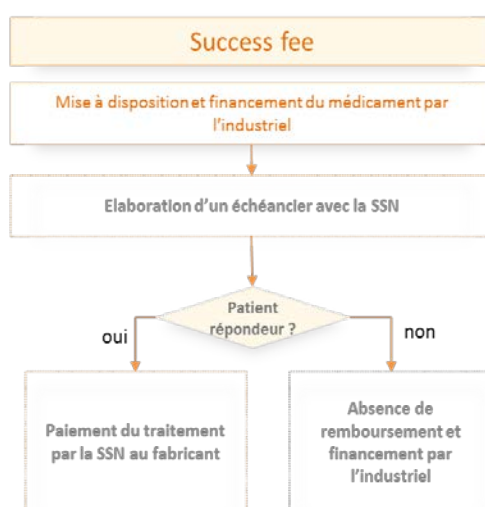 Success fee
Mise à disposition et financement du médicament par
l'industriel
Elaboration d'un échéancier avec la SSN
Patient
répondeur ?
oui
non
Paiement du traitement
par la SSN au fabricant
Absence de
remboursement et
financement par
l'industriel